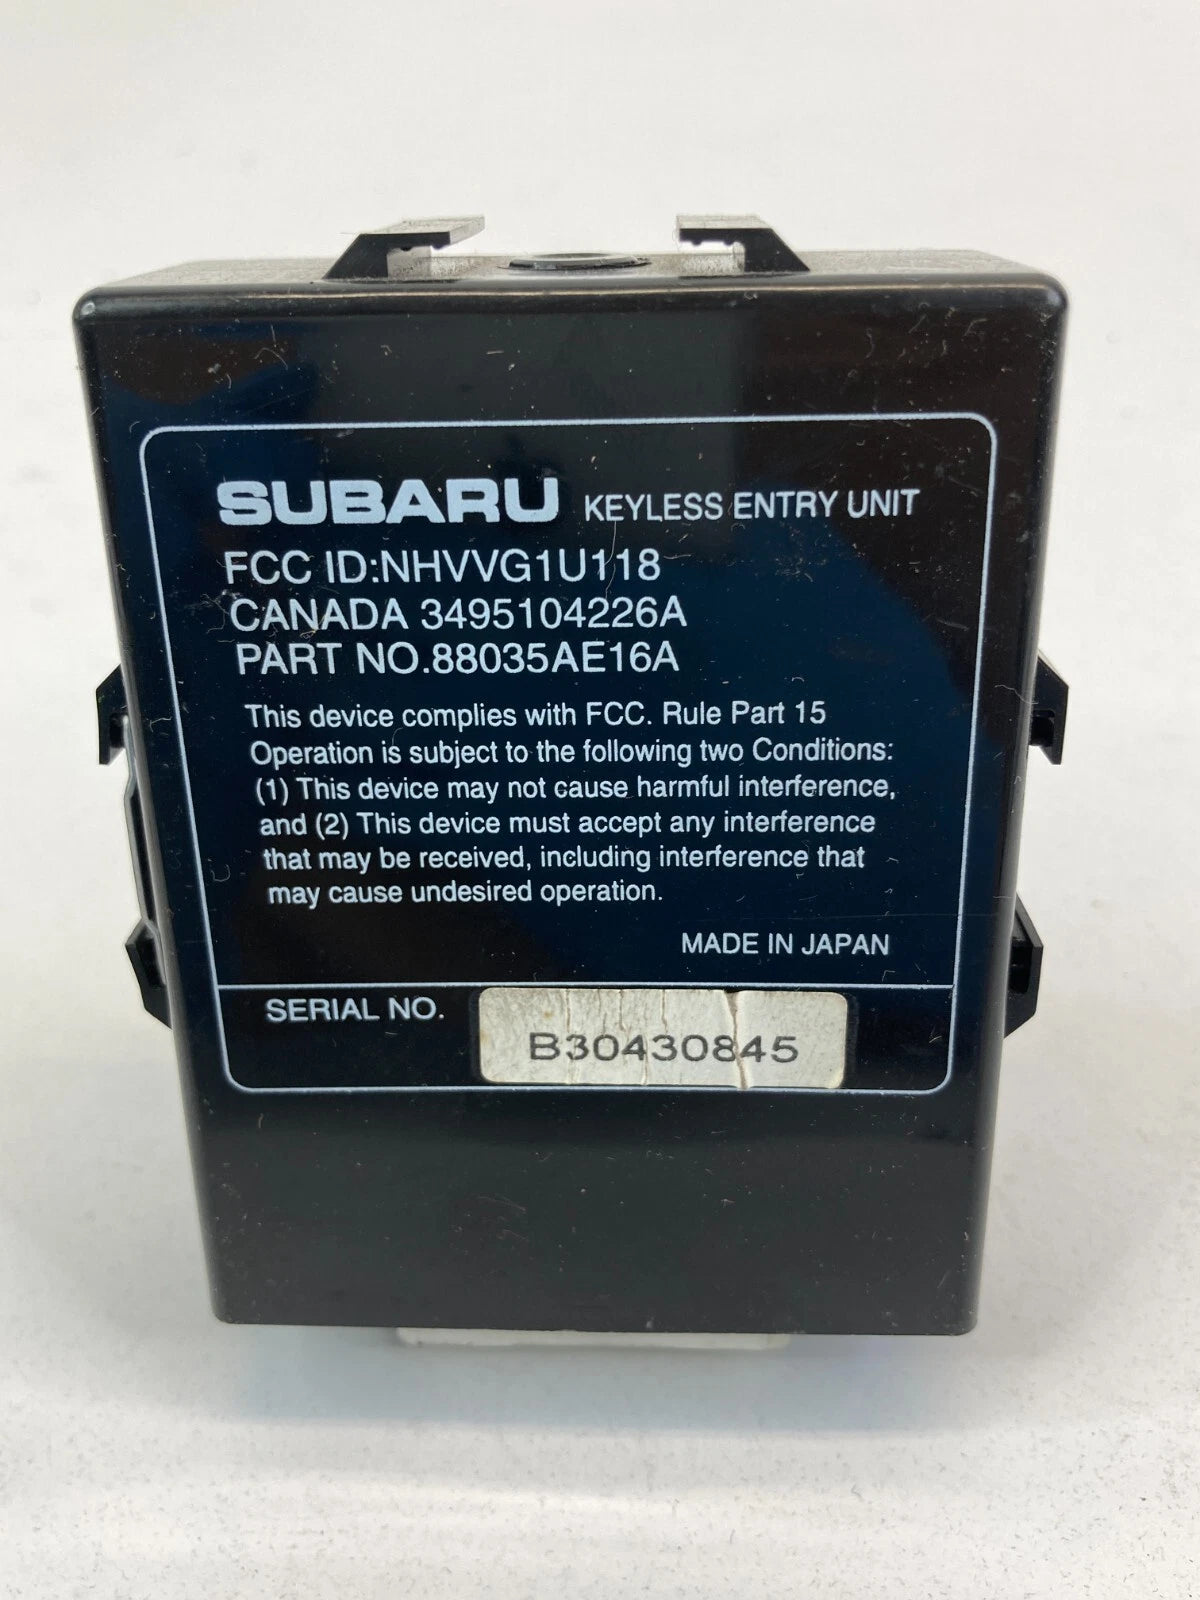 SUBARU KEYLESS ENTRY UNIT
FCC ID:NHVVG1U118
CANADA 3495104226A
PART NO.88035AE16A
This device complies with FCC. Rule Part 15
Operation is subject to the following two Conditions:
(1) This device may not cause harmful interference,
and (2) This device must accept any interference
that may be received, including interference that
may cause undesired operation.
MADE IN JAPAN
SERIAL NO. B30430845